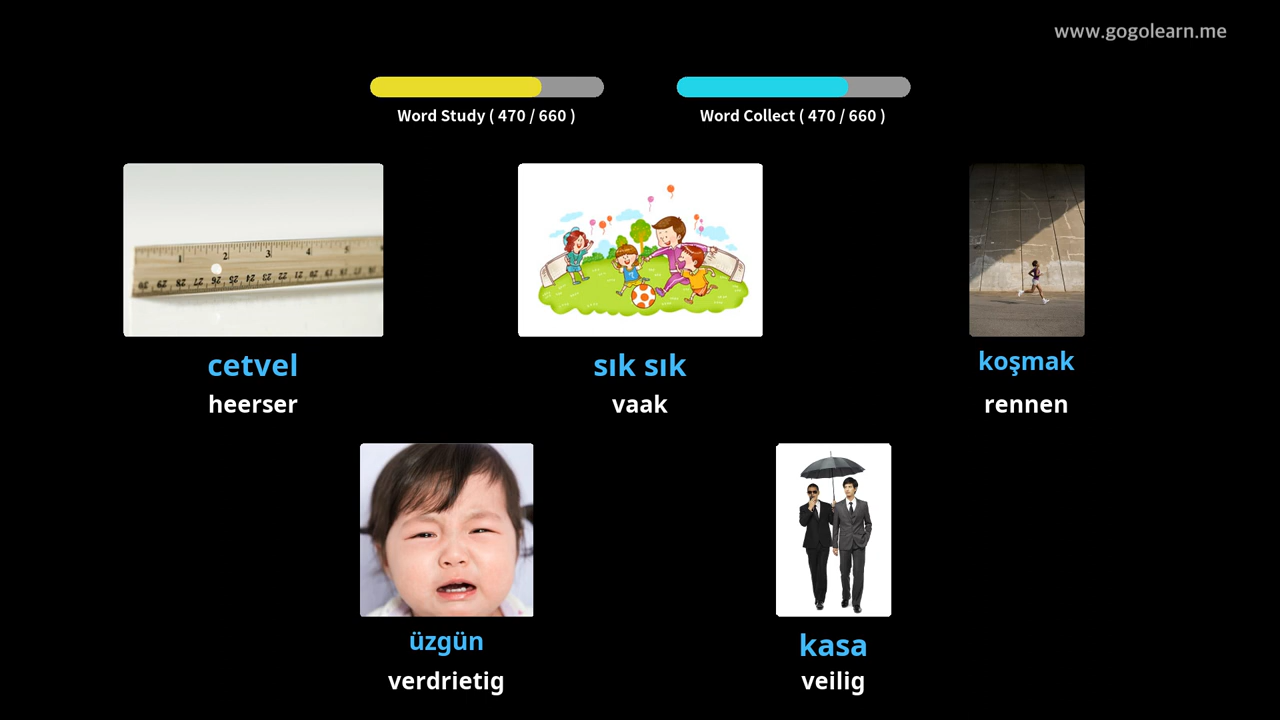 www.gogolearn.me
Word Study ( 470 / 660 )
Word Collect ( 470 / 660 )
cetvel
heerser
sık sık
vaak
koşmak
rennen
üzgün
verdrietig
kasa
veilig